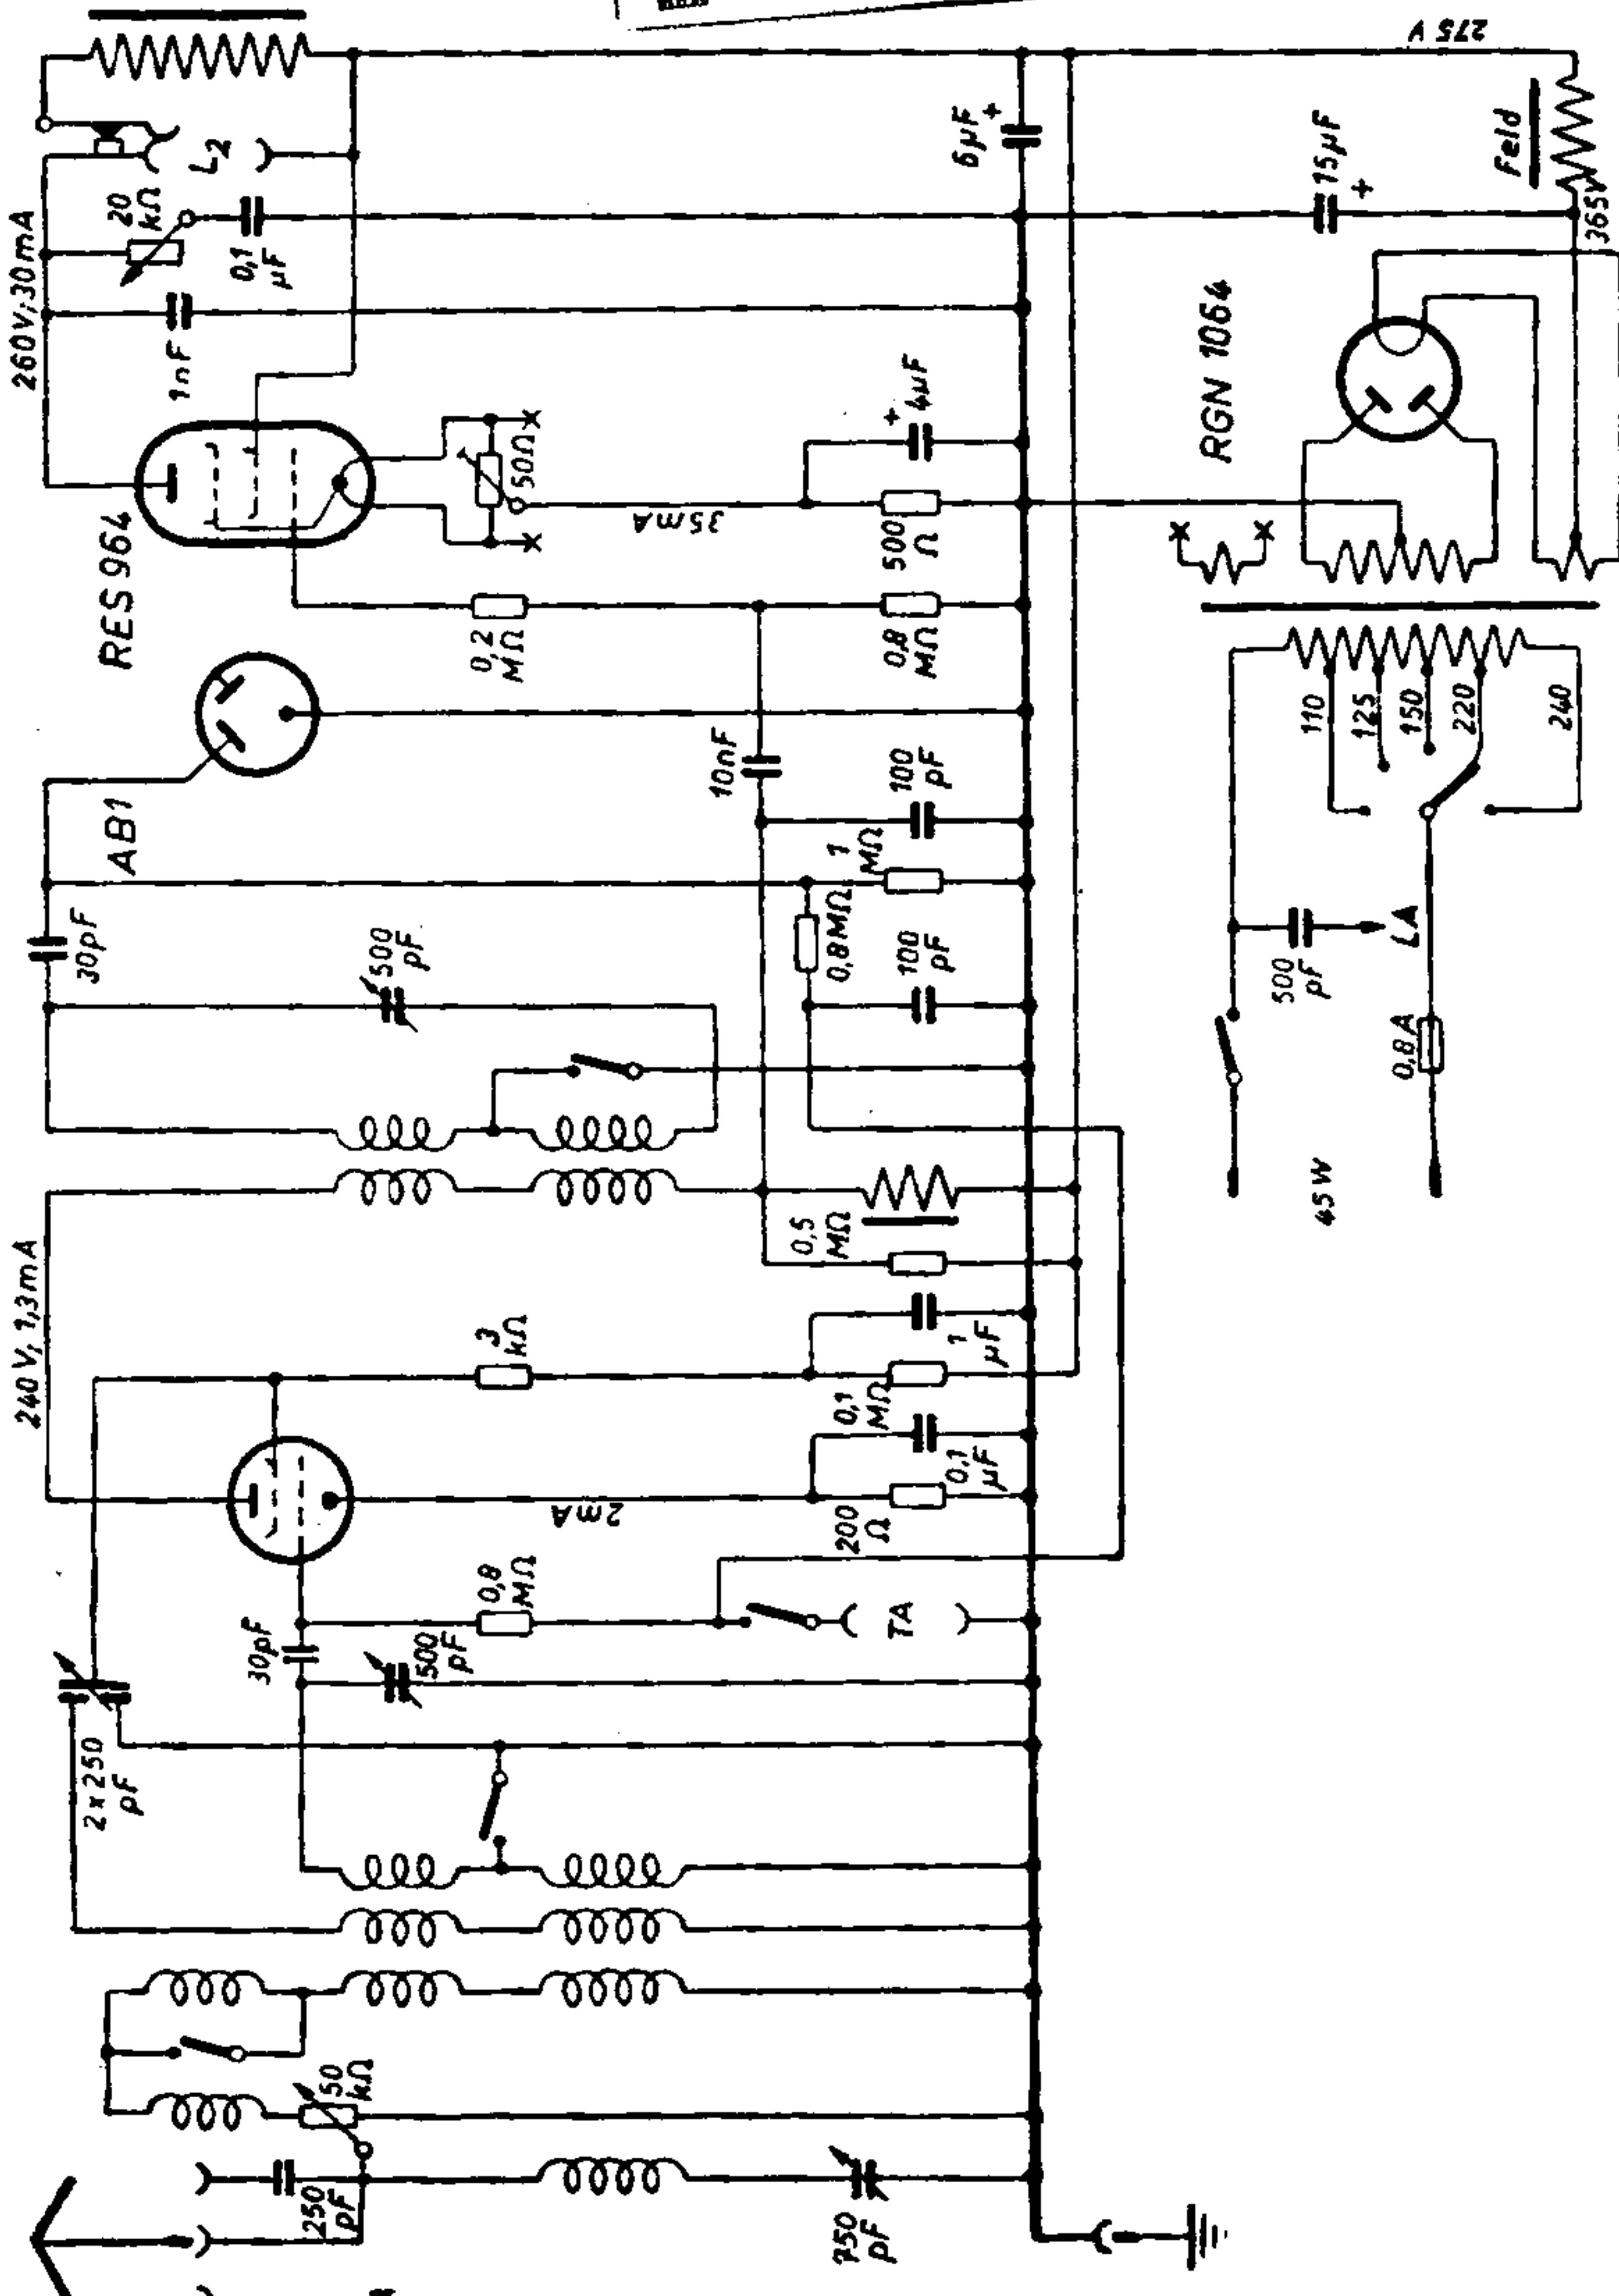 260V; 30mA
20
kΩ
L2
0,1
µF
1nF
RES 964
50Ω
35mA
+ 4µF
500
Ω
0,2
MΩ
0,8
MΩ
6µF +
15µF
+
275 V
Feld
365V
RGN 1064
AB1
30pF
500
pF
10nF
100
pF
1
MΩ
0,8MΩ
100
pF
110
125
150
220
240
500
pF
LA
0,8A
45W
240V; 1,3mA
3
kΩ
0,5
MΩ
1
µF
0,1
MΩ
0,1
µF
200
Ω
2mA
0,8
MΩ
30pF
500
pF
TA
2x250
pF
50
kΩ
250
pF
750
pF